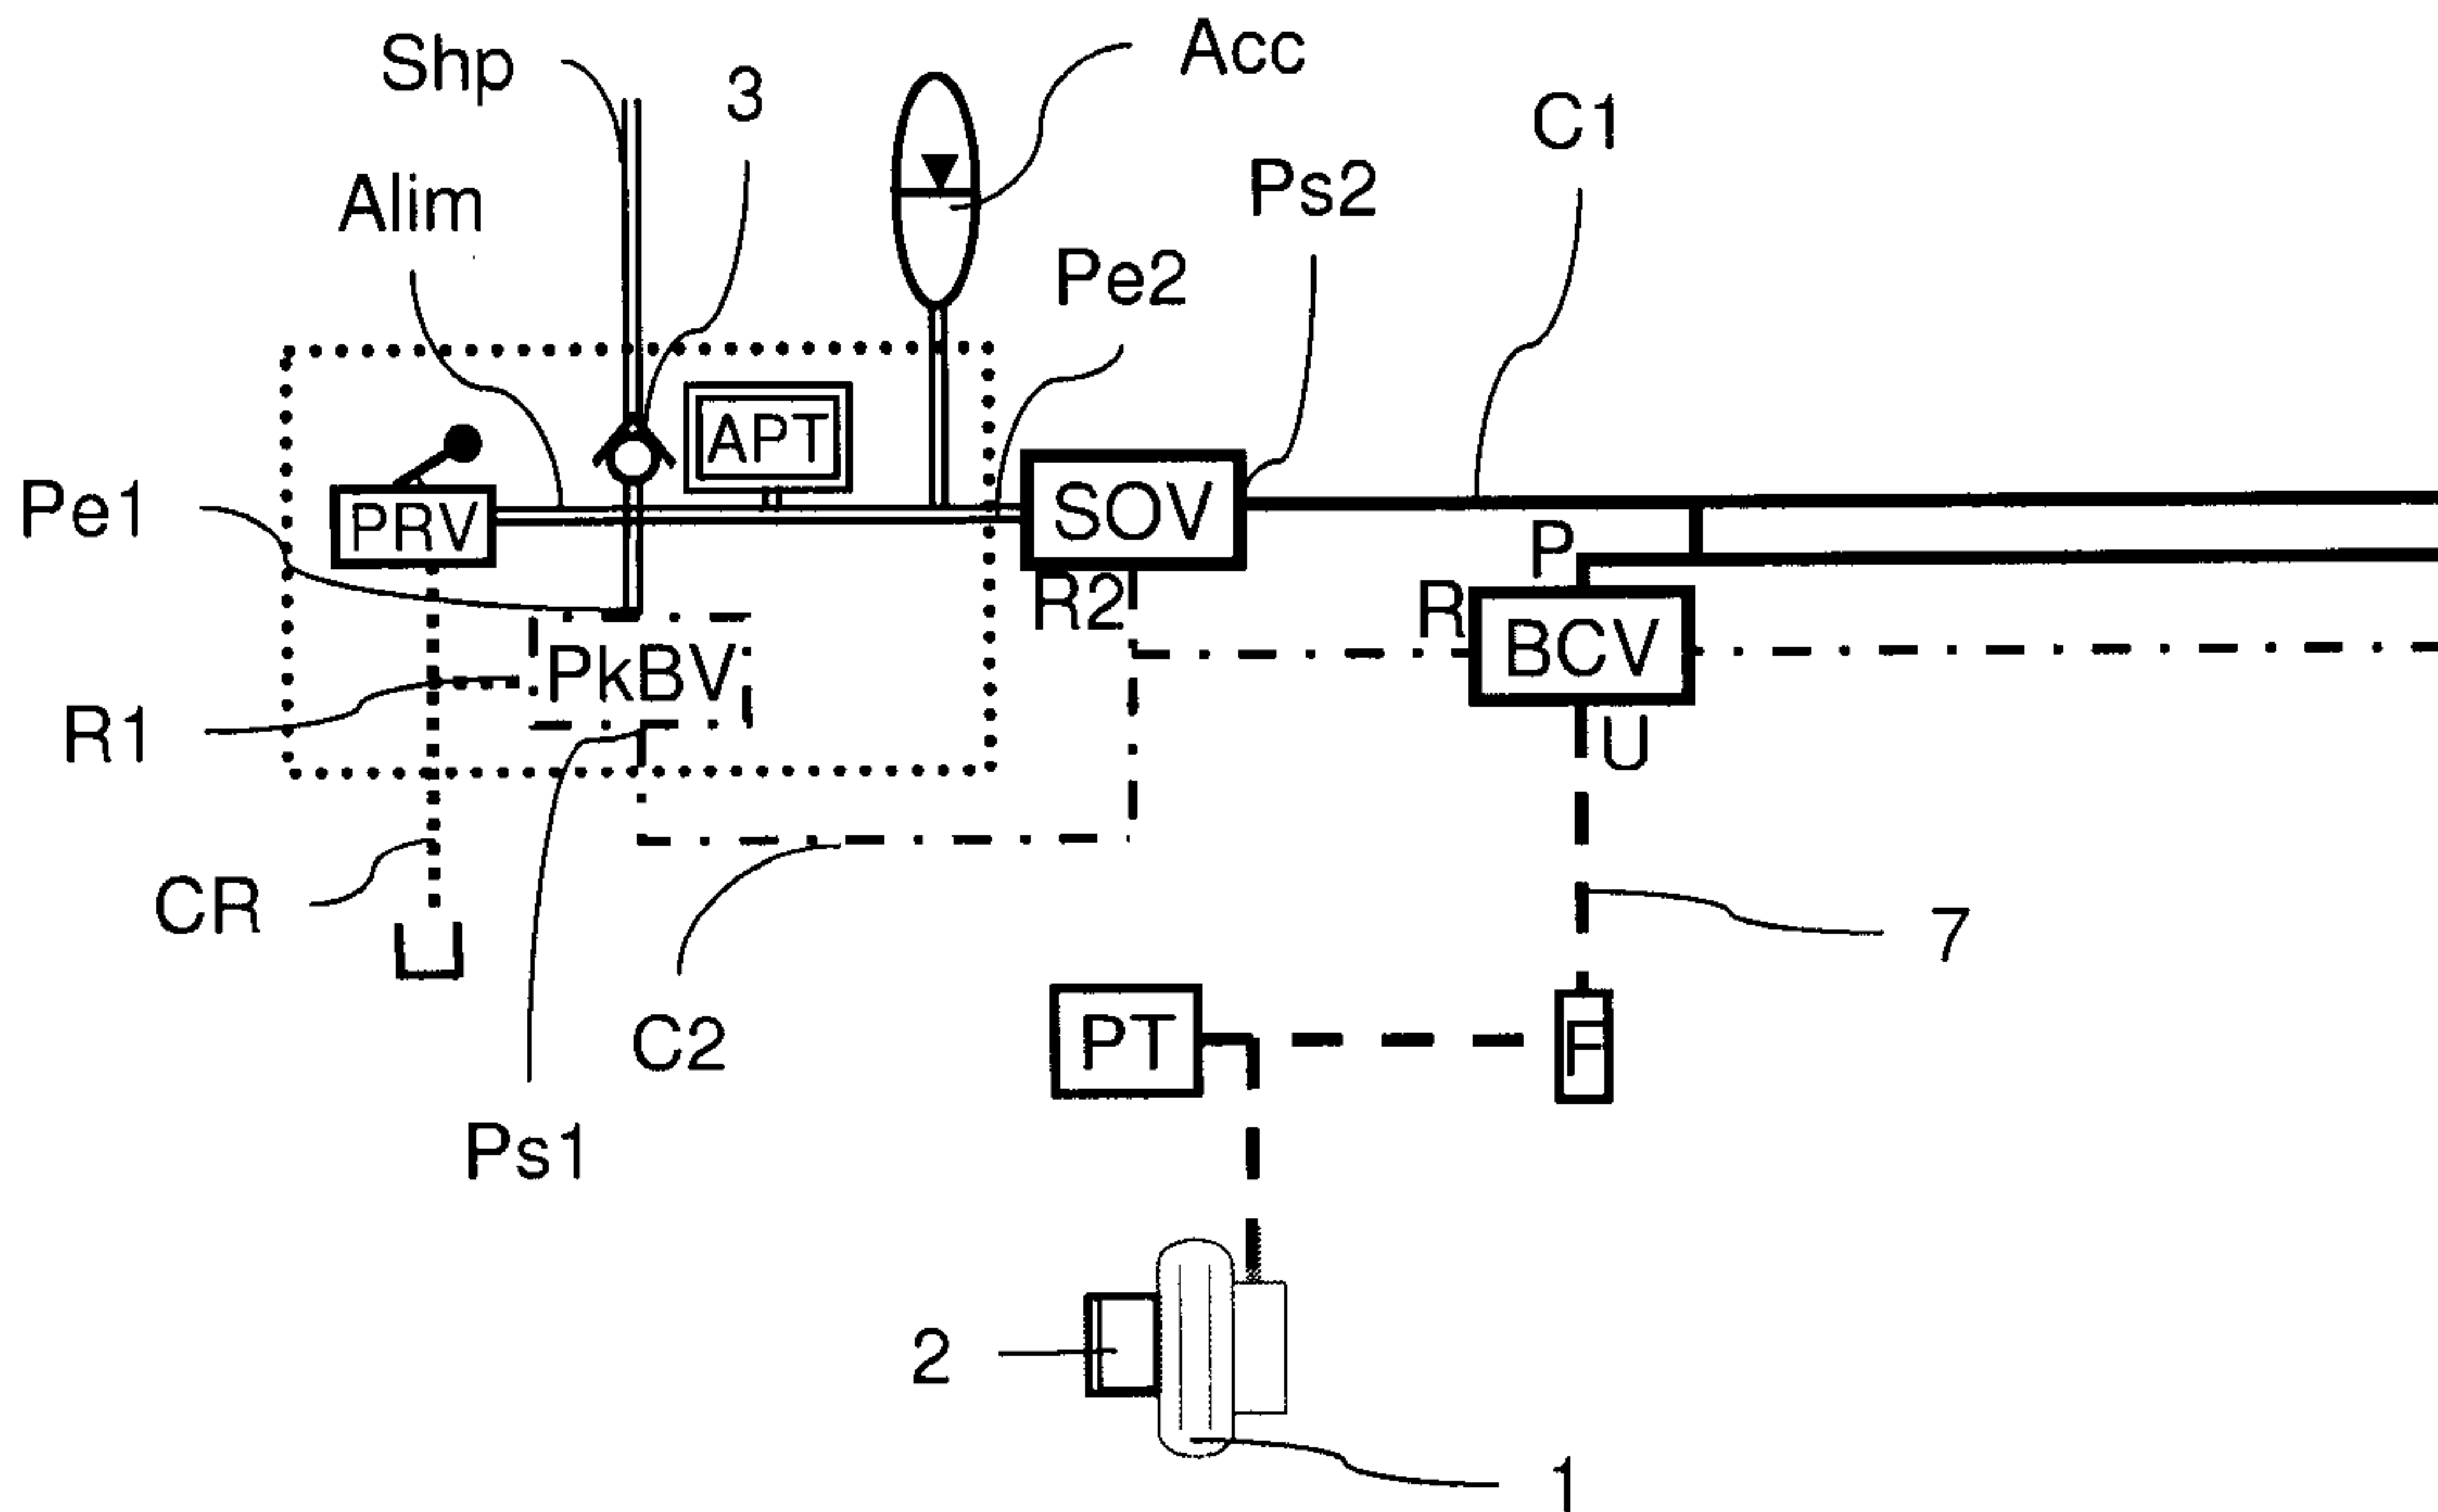 Shp
Acc
3
C1
Alim
Ps2
Pe2
APT
Pe1
PRV
SOV
P
R2
R
BCV
PkBV
R1
U
CR
7
C2
PT
F
Ps1
2
1